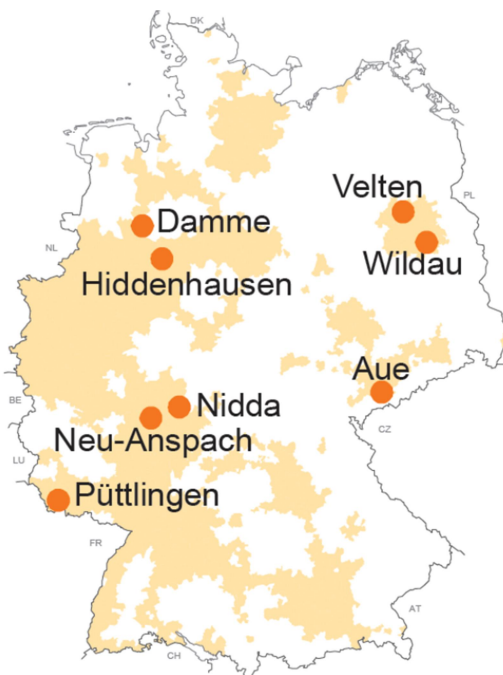 DK
Velten
PL
Damme
NL
Wildau
Hiddenhausen
Aue
BE
Nidda
CZ
Neu-Anspach
LU
Püttlingen
FR
AT
CH